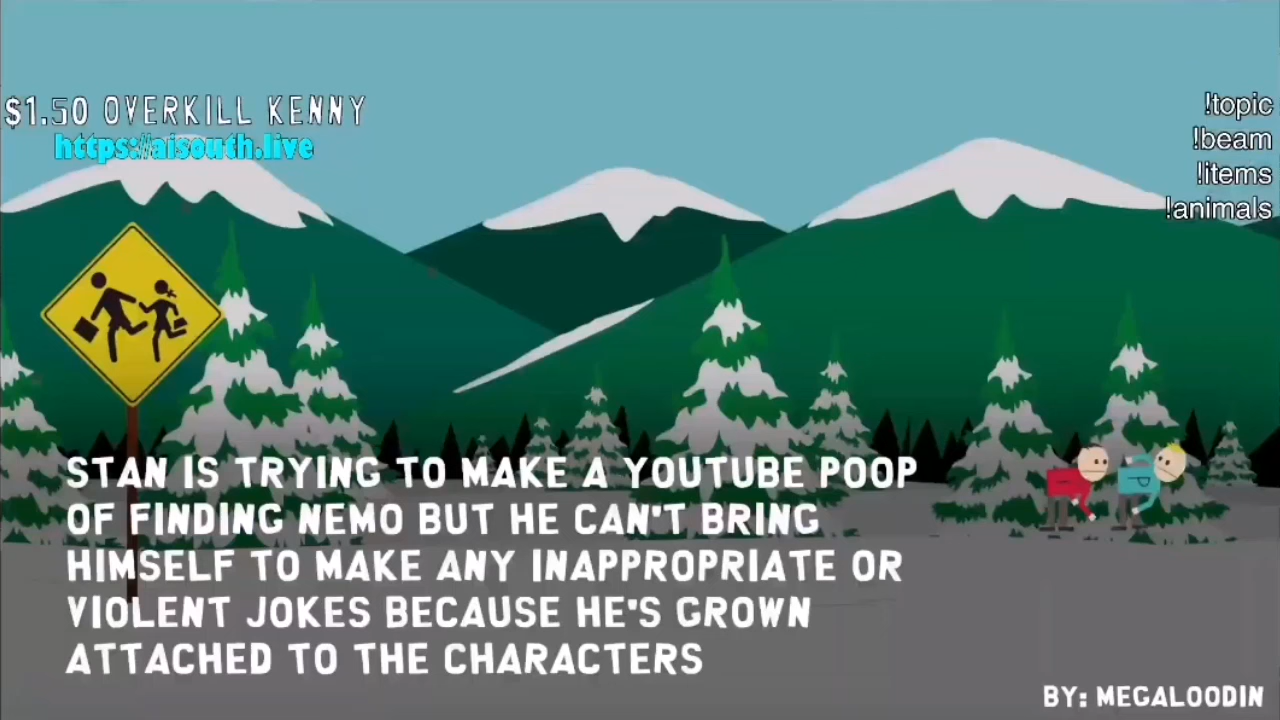 $1.50 OVERKILL KENNY
https://aisouth.live
!topic
!beam
!items
!animals
STAN IS TRYING TO MAKE A YOUTUBE POOP
OF FINDING NEMO BUT HE CAN'T BRING
HIMSELF TO MAKE ANY INAPPROPRIATE OR
VIOLENT JOKES BECAUSE HE'S GROWN
ATTACHED TO THE CHARACTERS
P
BY: MEGALOODIN